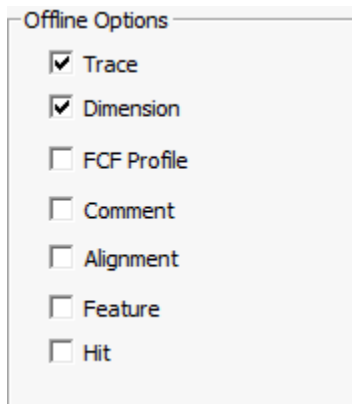 Offline Options
Trace
Dimension
FCF Profile
Comment
Alignment
Feature
Hit